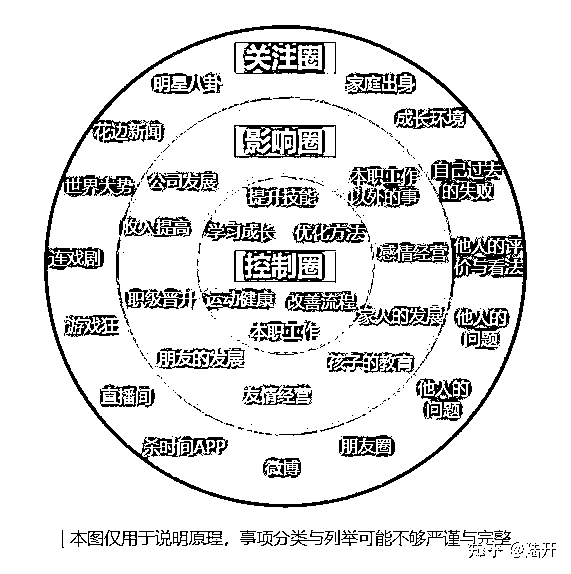 关注圈
明星八卦
家庭出身
成长环境
花边新闻
影响圈
世界大势
公司发展
本职工作
以外的事
自己过去
的失败
提升技能
收入提高
学习成长
优化方法
感情经营
他人的评
价与看法
连戏剧
控制圈
职级晋升
运动健康
改善流程
家人的发展
他人的
问题
游戏狂
本职工作
朋友的发展
孩子的教育
直播间
友情经营
他人的
问题
杀时间APP
微博
朋友圈
本图仅用于说明原理，事项分类与列举可能不够严谨与完整。
知乎 @陆开